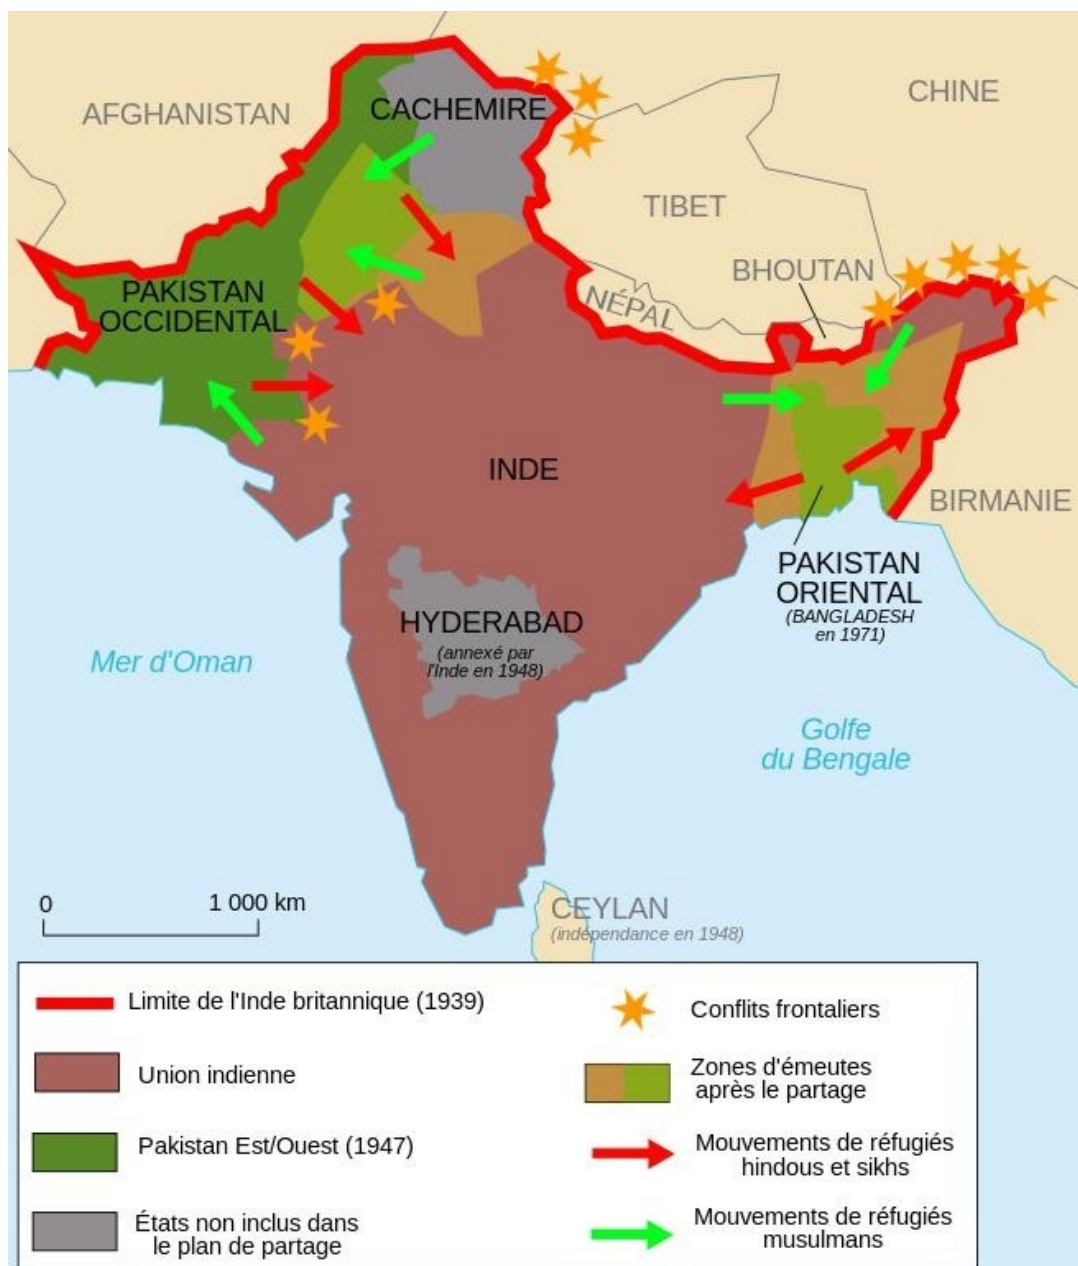 AFGHANISTAN
CACHEMIRE
CHINE
TIBET
BHOUTAN
NÉPAL
PAKISTAN
OCCIDENTAL
INDE
BIRMANIE
PAKISTAN
ORIENTAL
(BANGLADESH
en 1971)
HYDERABAD
(annexé par
l'Inde en 1948)
Mer d'Oman
Golfe
du Bengale
0 1 000 km
CEYLAN
(indépendance en 1948)
Limite de l'Inde britannique (1939)
Union indienne
Pakistan Est/Ouest (1947)
États non inclus dans
le plan de partage
Conflits frontaliers
Zones d'émeutes
après le partage
Mouvements de réfugiés
hindous et sikhs
Mouvements de réfugiés
musulmans